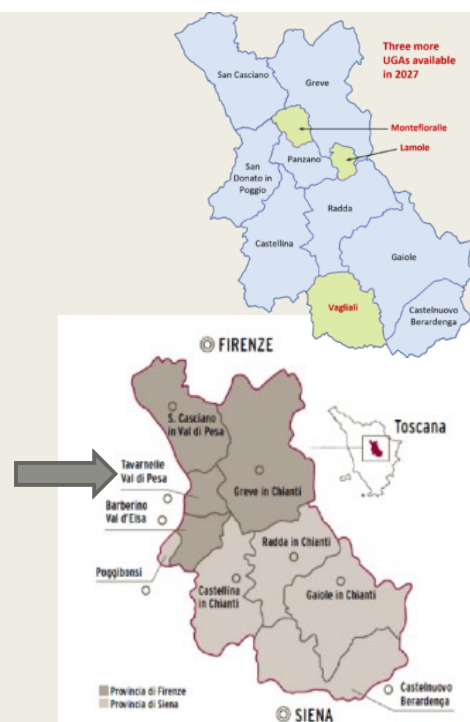 Three more
UGAs available
in 2027
San Casciano
Greve
Montefioralle
Lamole
Panzano
San
Donato in
Poggio
Radda
Castellina
Gaiole
Vagliali
Castelnuovo
Berardenga
FIRENZE
S. Casciano
in Val di Pesa
Toscana
Tavarnelle
Val di Pesa
Greve in Chianti
Barberino
Val d'Elsa
Radda in Chianti
Poggibonsi
Castellina
in Chianti
Gaiole in Chianti
Castelnuovo
Berardenga
Provincia di Firenze
Provincia di Siena
SIENA